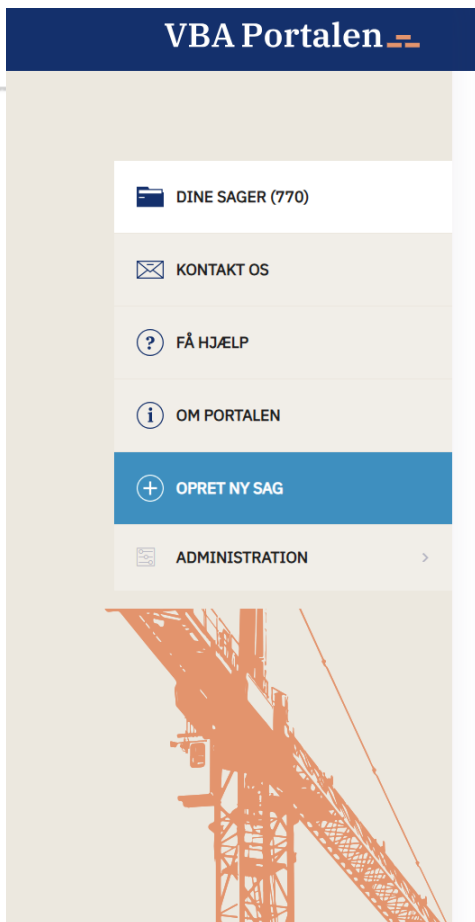 VBA Portalen
DINE SAGER (770)
KONTAKT OS
FÅ HJÆLP
OM PORTALEN
OPRET NY SAG
ADMINISTRATION